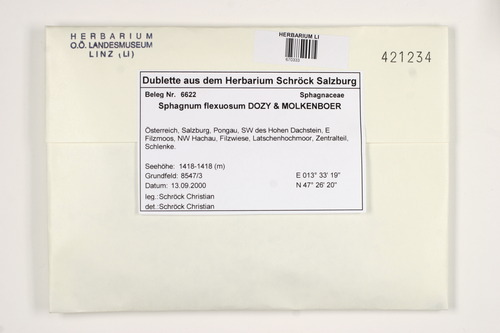 HERBARIUM
O.Ö. LANDESMUSEUM
LINZ (LI)
HERBARIUM LI
421234
Dublette aus dem Herbarium Schröck Salzburg
Beleg Nr. 6622 Sphagnaceae
Sphagnum flexuosum DOZY & MOLKENBOER
Österreich, Salzburg, Pongau, SW des Hohen Dachstein, E
Filzmoos, NW Hachau, Filzwiese, Latschenhochmoor, Zentralteil,
Schlenke.
Seehöhe: 1418-1418 (m)
Grundfeld: 8547/3 E 013° 33' 19"
Datum: 13.09.2000 N 47° 26' 20"
leg.:Schröck Christian
det.:Schröck Christian